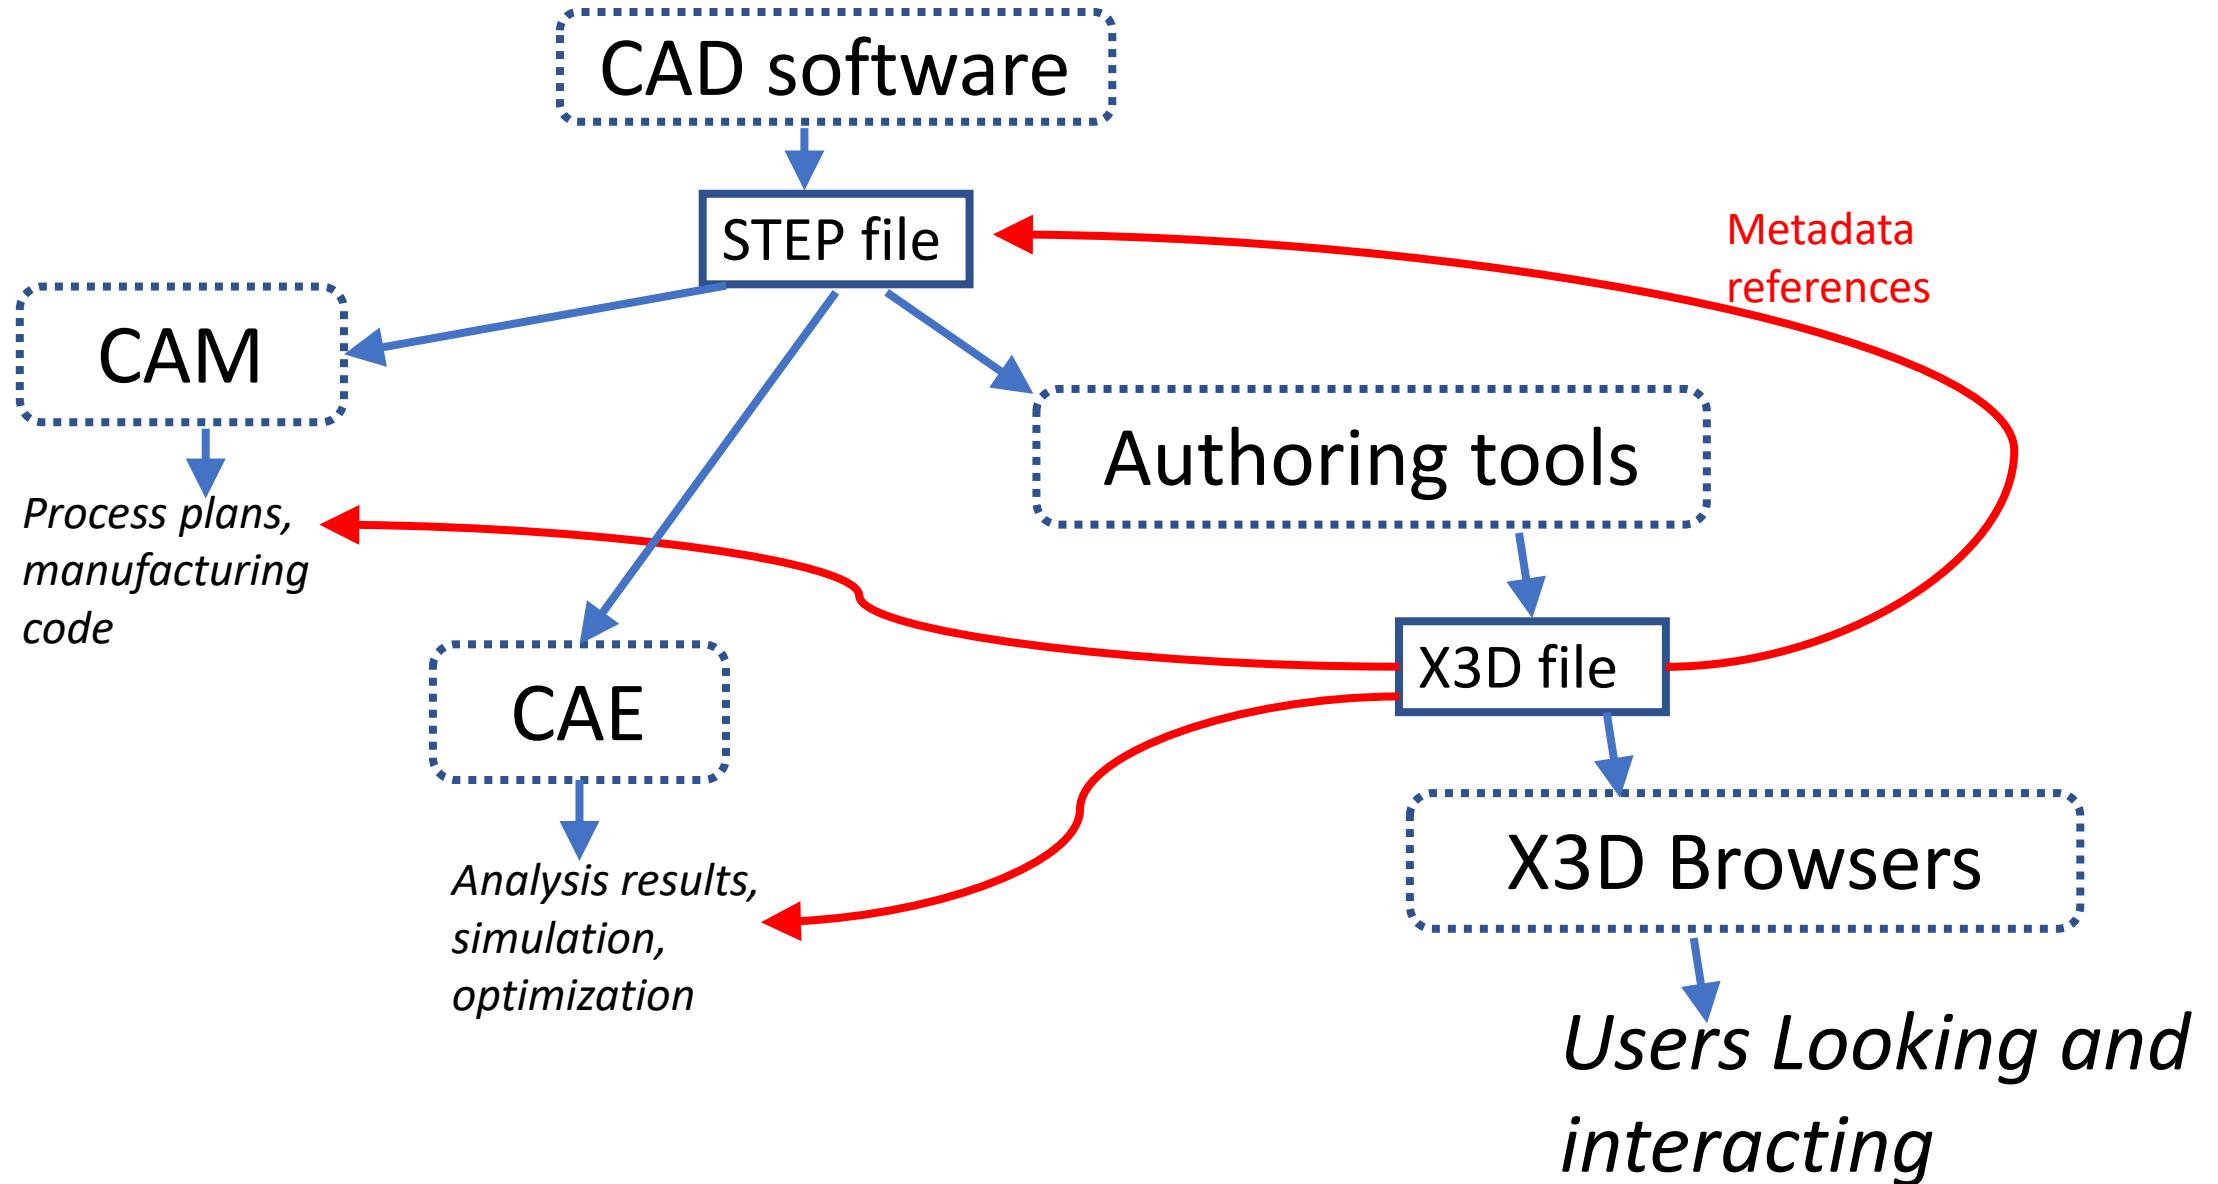 CAD software
STEP file
Metadata
references
CAM
Authoring tools
Process plans,
manufacturing
code
X3D file
CAE
X3D Browsers
Analysis results,
simulation,
optimization
Users Looking and
interacting